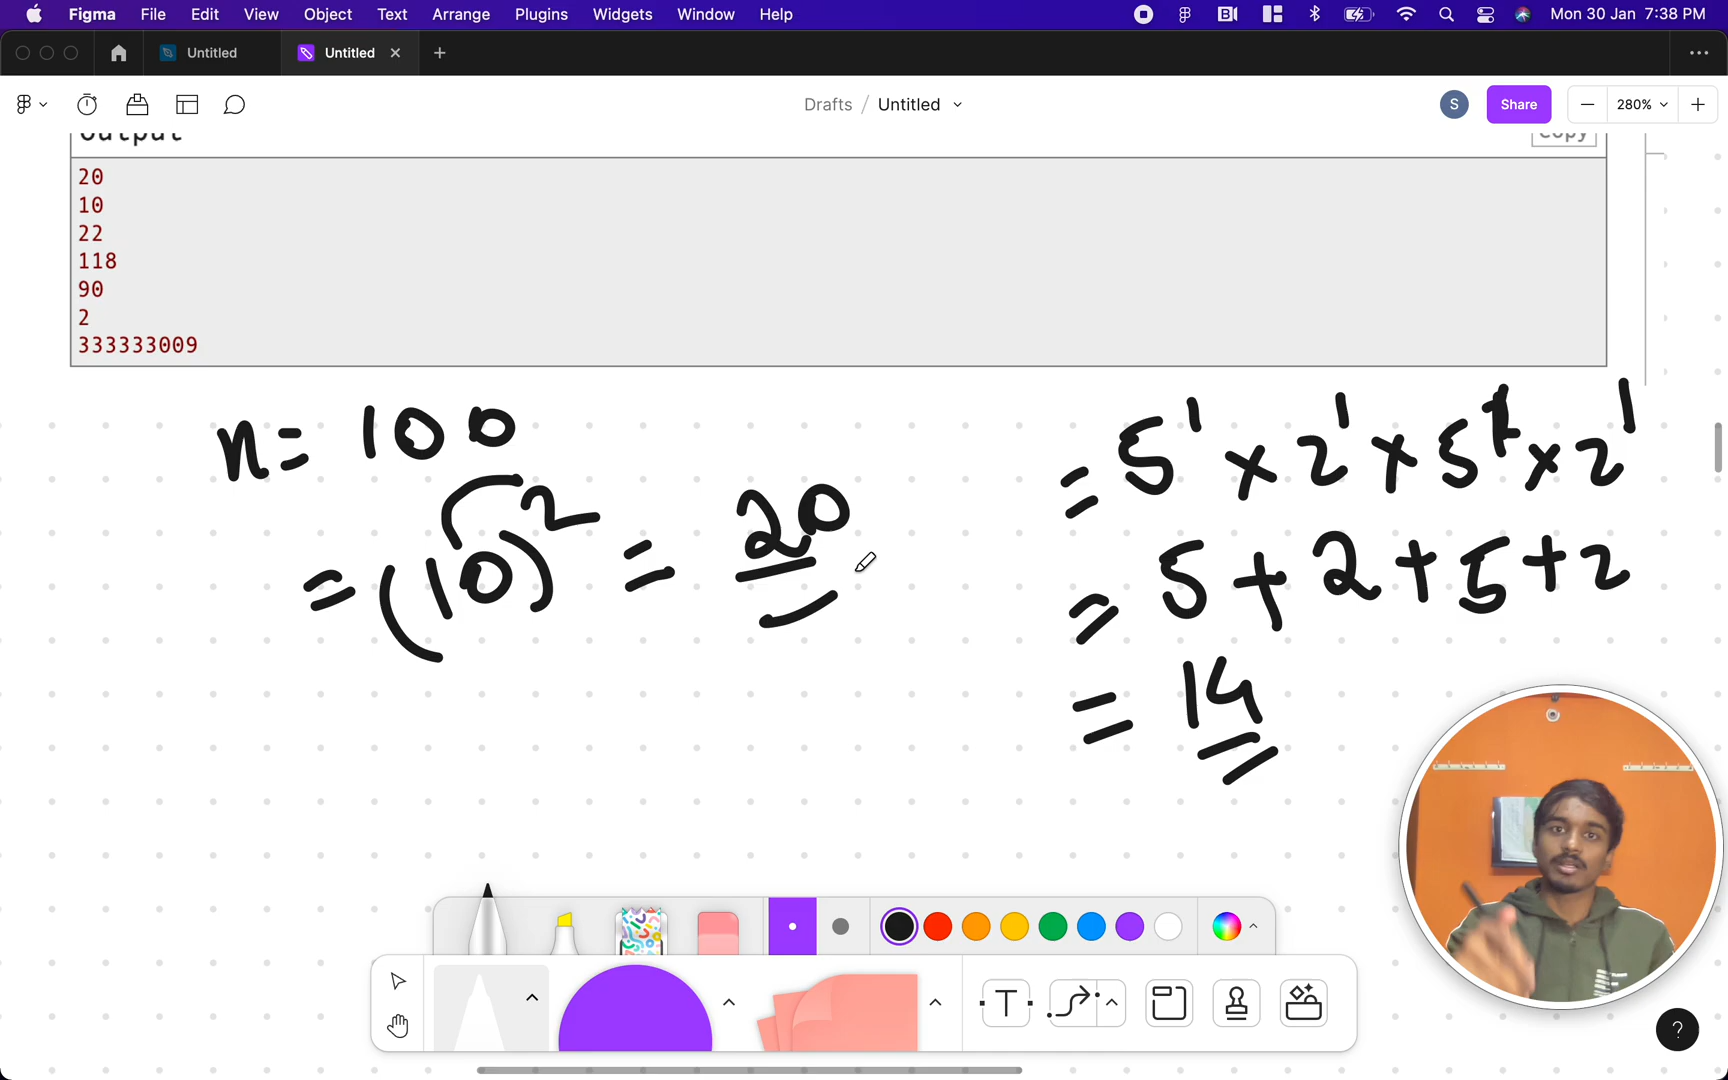 Figma File Edit View Object Text Arrange Plugins Widgets Window Help Mon 30 Jan 7:38 PM
Untitled Untitled
Drafts / Untitled S Share 280%
Output Copy
20
10
22
118
90
2
333333009
n= 100
= (10)² = 20
= 5¹ × 2¹ × 5¹ × 2¹
= 5 + 2 + 5 + 2
= 14
T
?